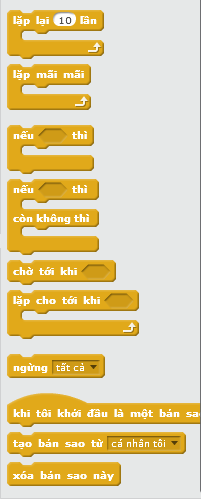 lặp lại 10 lần
lặp mãi mãi
nếu thì
nếu thì
còn không thì
chờ tới khi
lặp cho tới khi
ngừng tất cả
khi tôi khởi đầu là một bản sao
tạo bản sao từ cá nhân tôi
xóa bản sao này